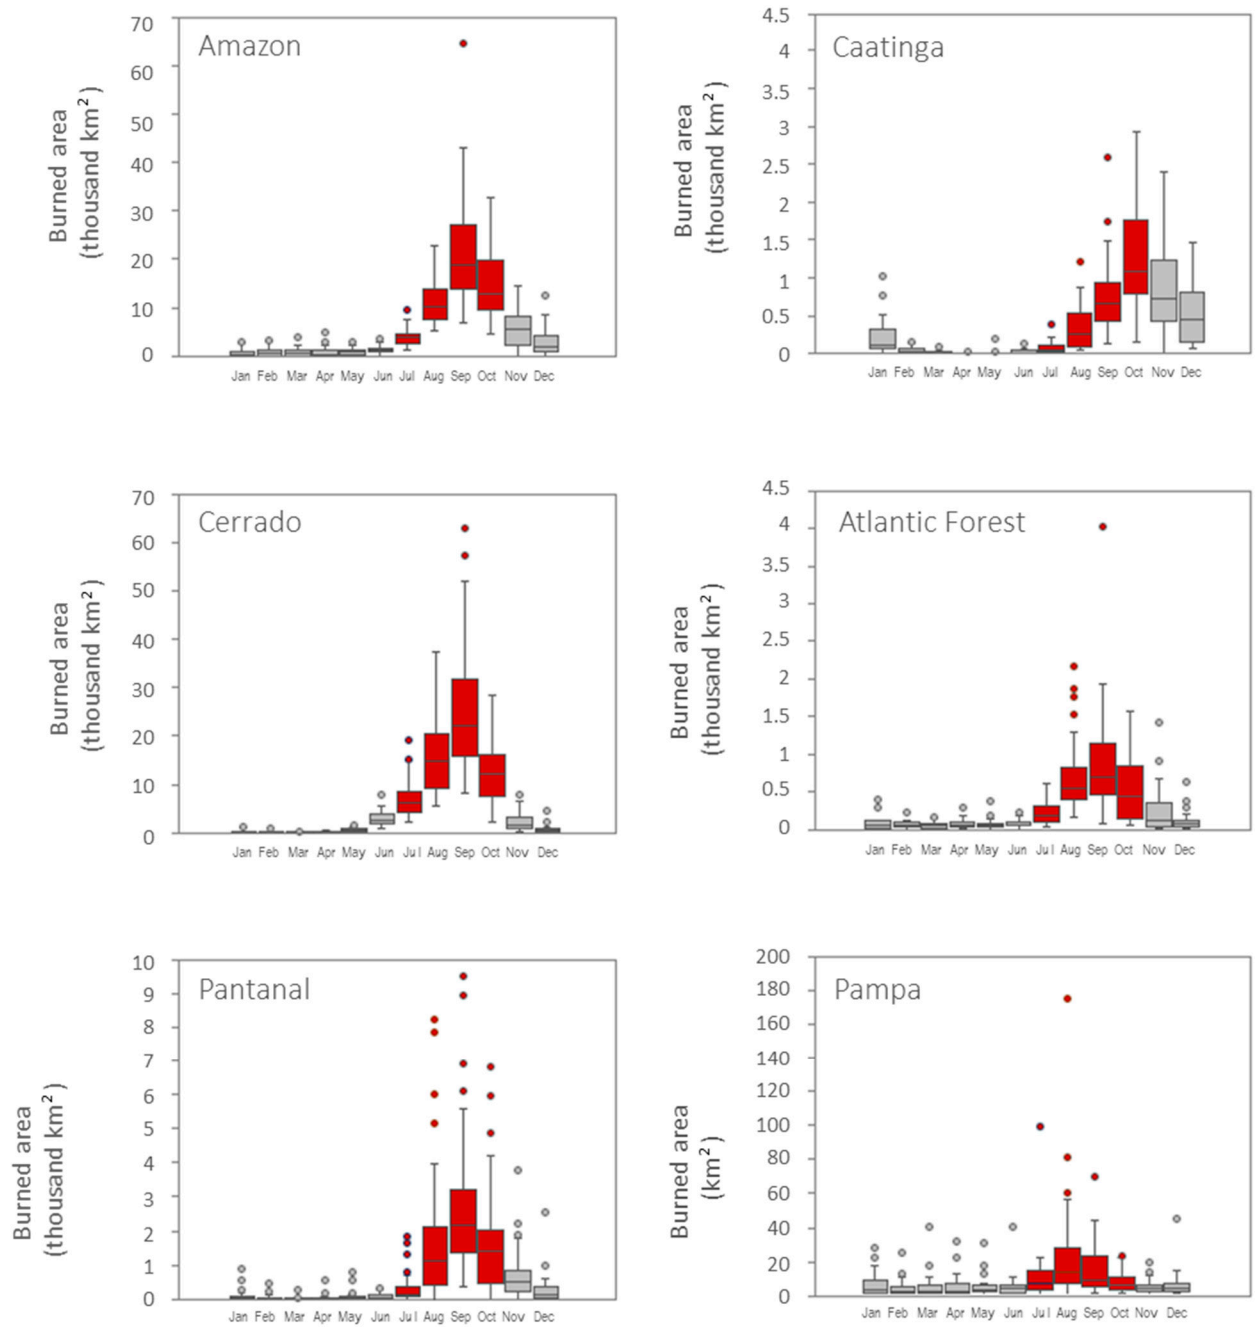 Amazon
Burned area
(thousand km²)
70
60
50
40
30
20
10
0
Jan Feb Mar Apr May Jun Jul Aug Sep Oct Nov Dec
Caatinga
Burned area
(thousand km²)
4.5
4
3.5
3
2.5
2
1.5
1
0.5
0
Jan Feb Mar Apr May Jun Jul Aug Sep Oct Nov Dec
Cerrado
Burned area
(thousand km²)
70
60
50
40
30
20
10
0
Jan Feb Mar Apr May Jun Jul Aug Sep Oct Nov Dec
Atlantic Forest
Burned area
(thousand km²)
4.5
4
3.5
3
2.5
2
1.5
1
0.5
0
Jan Feb Mar Apr May Jun Jul Aug Sep Oct Nov Dec
Pantanal
Burned area
(thousand km²)
10
9
8
7
6
5
4
3
2
1
0
Jan Feb Mar Apr May Jun Jul Aug Sep Oct Nov Dec
Pampa
Burned area
(km²)
200
180
160
140
120
100
80
60
40
20
0
Jan Feb Mar Apr May Jun Jul Aug Sep Oct Nov Dec